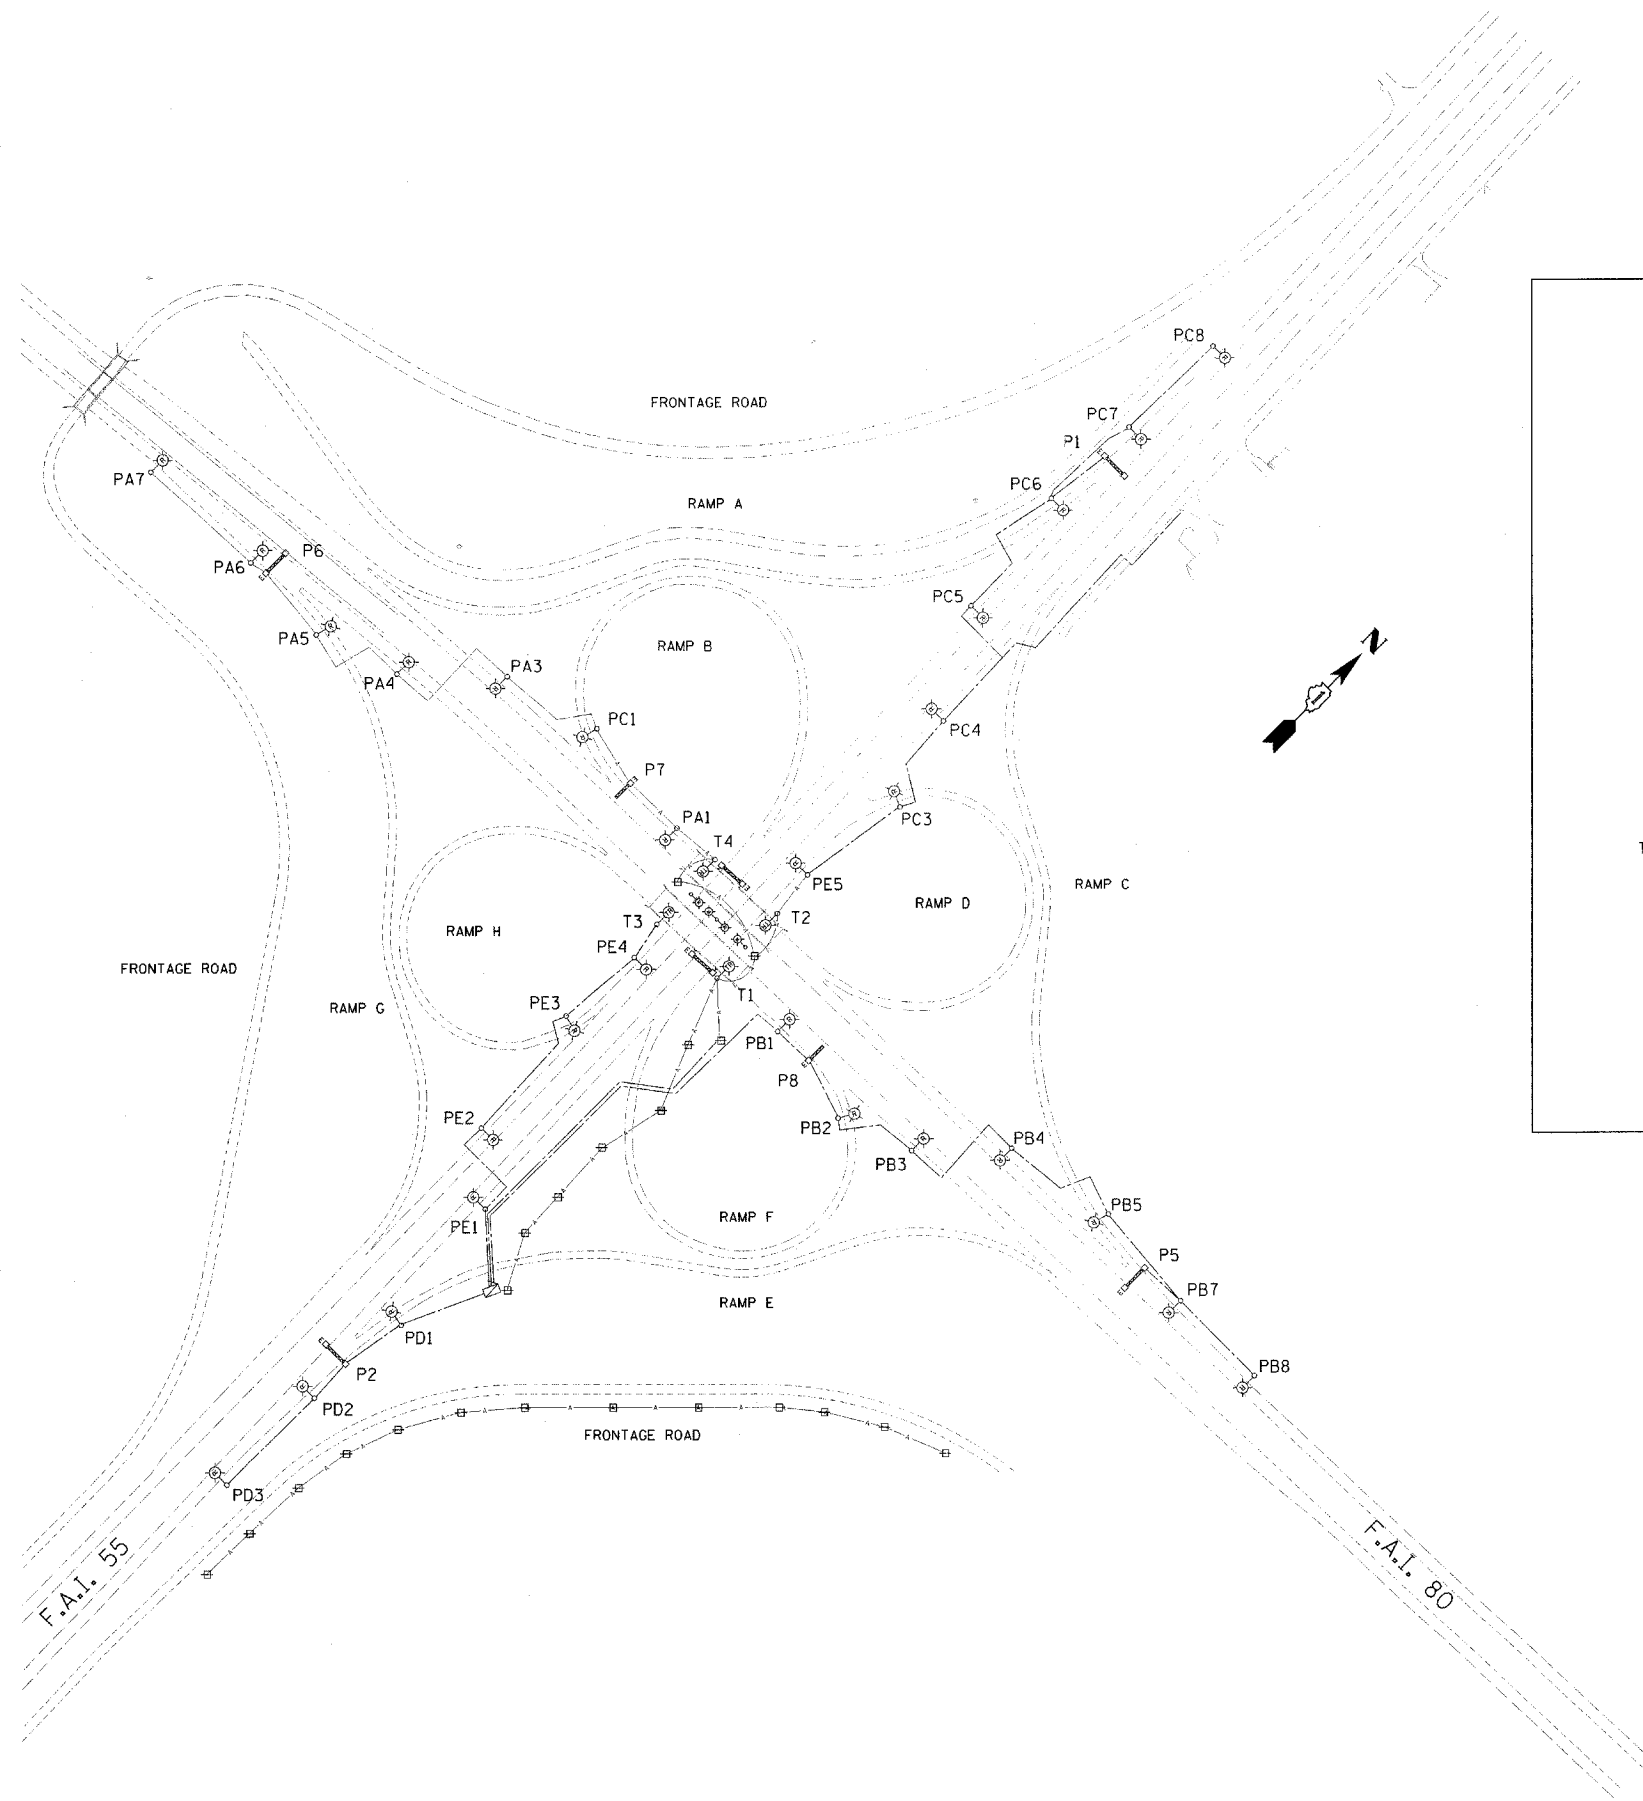 PC8
FRONTAGE ROAD
PC7
P1
PA7
PC6
RAMP A
P6
PA6
PC5
PA5
RAMP B
N
PA3
PA4
PC1
PC4
P7
PC3
PA1
T4
PE5
RAMP C
RAMP D
T2
T3
RAMP H
PE4
FRONTAGE ROAD
T1
PE3
RAMP G
PB1
P8
PE2
PB2
PB4
PB3
PB5
RAMP F
PE1
P5
PB7
RAMP E
PD1
P2
PB8
PD2
FRONTAGE ROAD
PD3
F.A.I. 55
F.A.I. 80